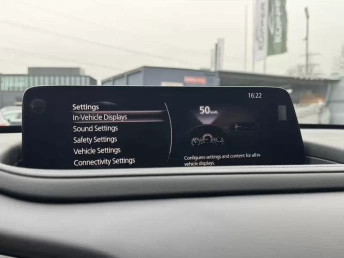 16:22
Settings
In-Vehicle Displays
Sound Settings
Safety Settings
Vehicle Settings
Connectivity Settings
50
Configures settings and content for all in-
vehicle displays.